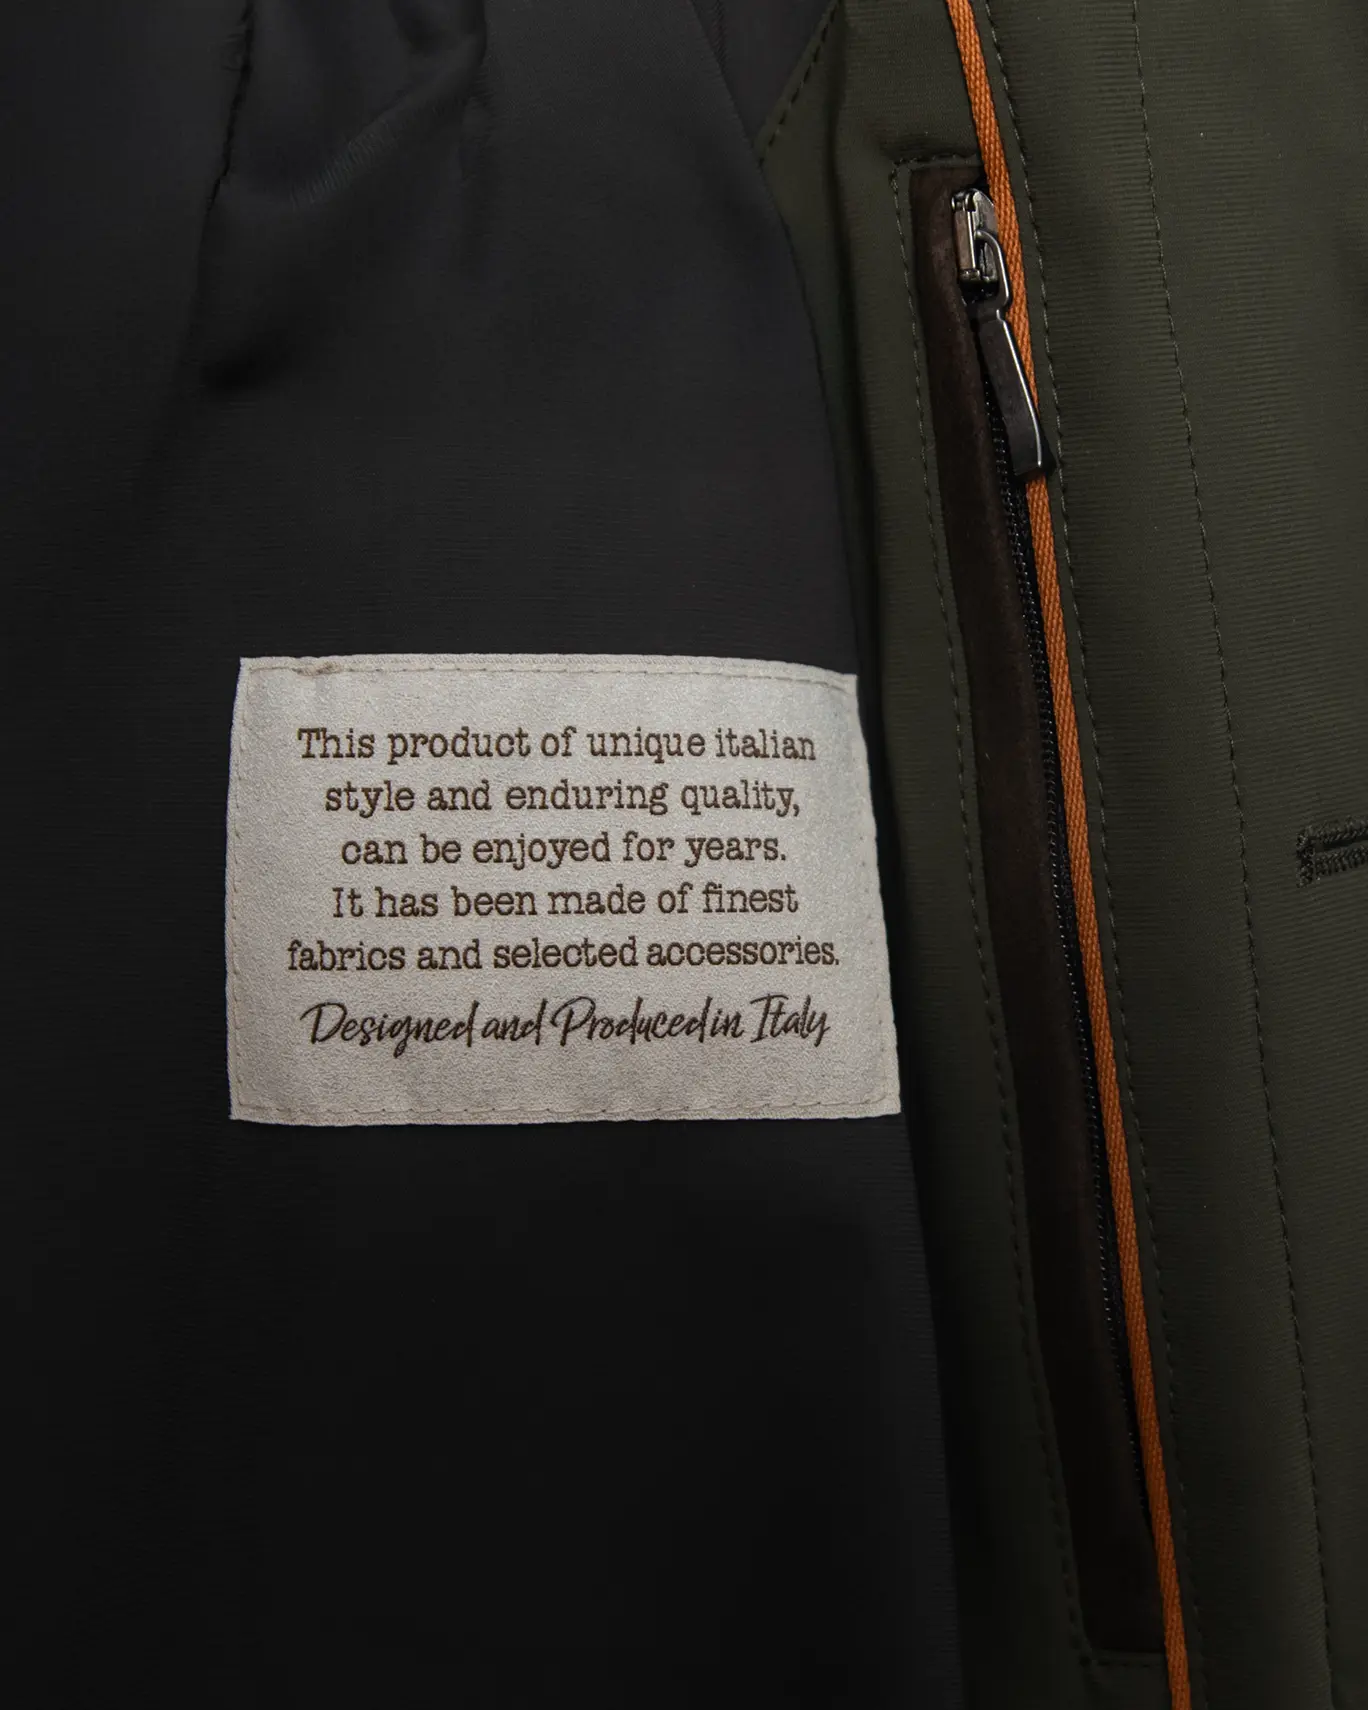 This product of unique italian
style and enduring quality,
can be enjoyed for years.
It has been made of finest
fabrics and selected accessories.
Designed and Produced in Italy